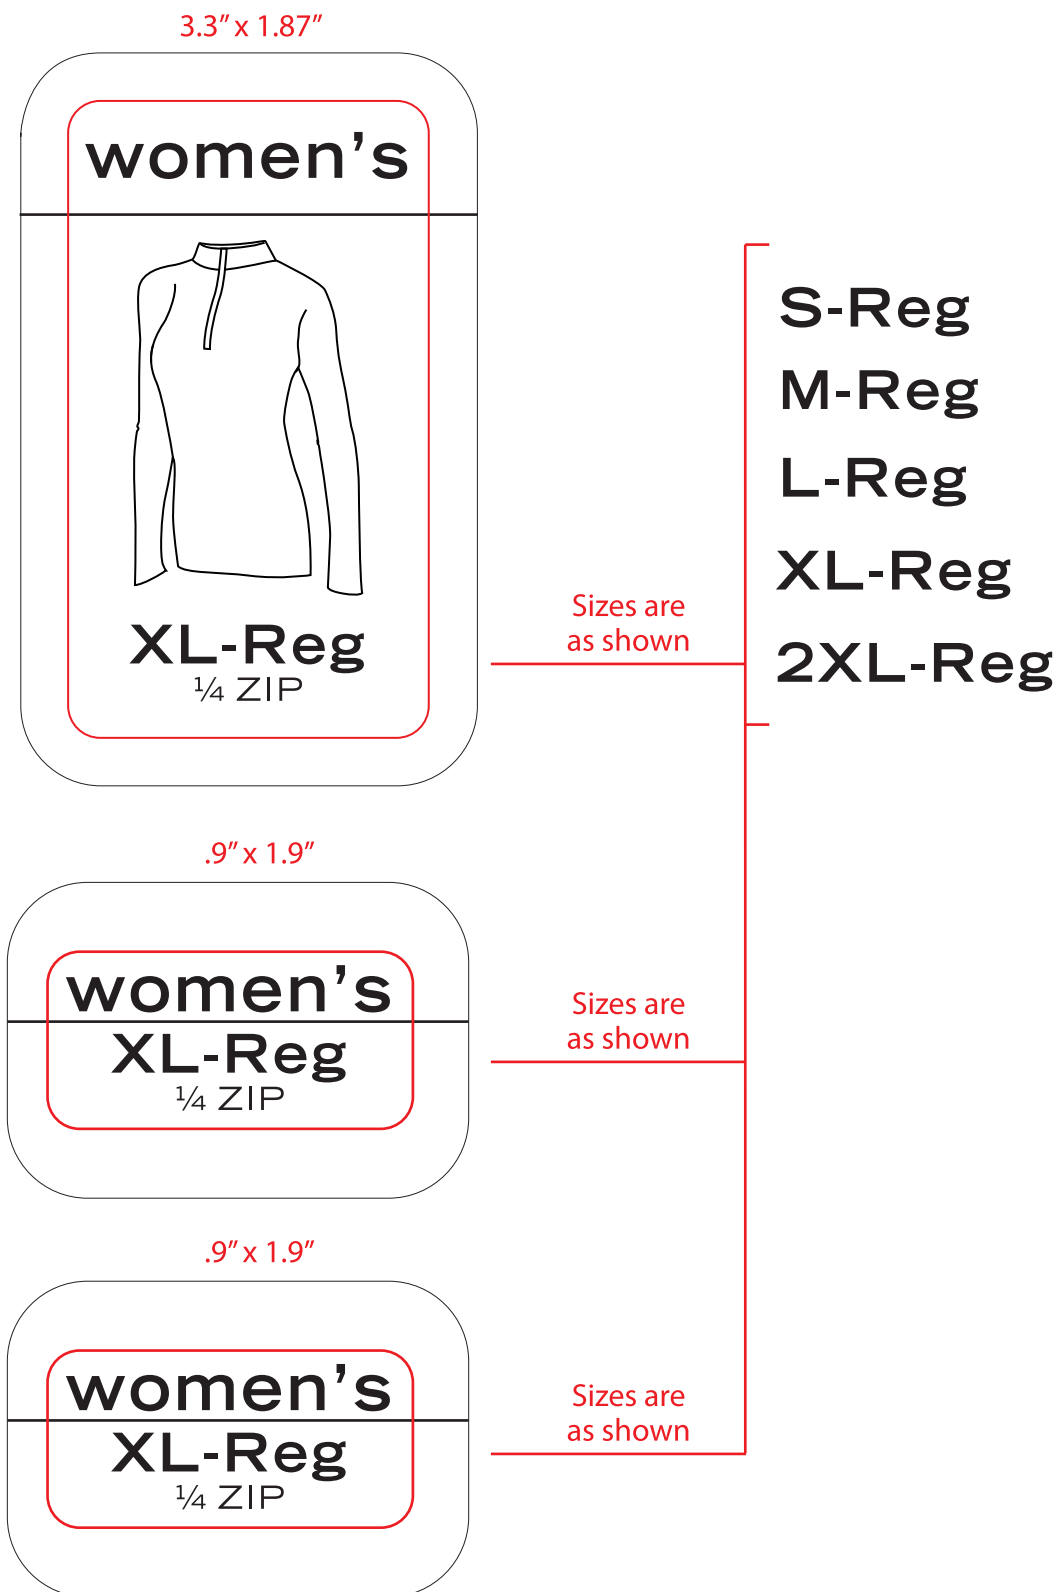 3.3” x 1.87”
women’s
XL-Reg
¼ ZIP
Sizes are
as shown
S-Reg
M-Reg
L-Reg
XL-Reg
2XL-Reg
.9” x 1.9”
women’s
XL-Reg
¼ ZIP
Sizes are
as shown
.9” x 1.9”
women’s
XL-Reg
¼ ZIP
Sizes are
as shown